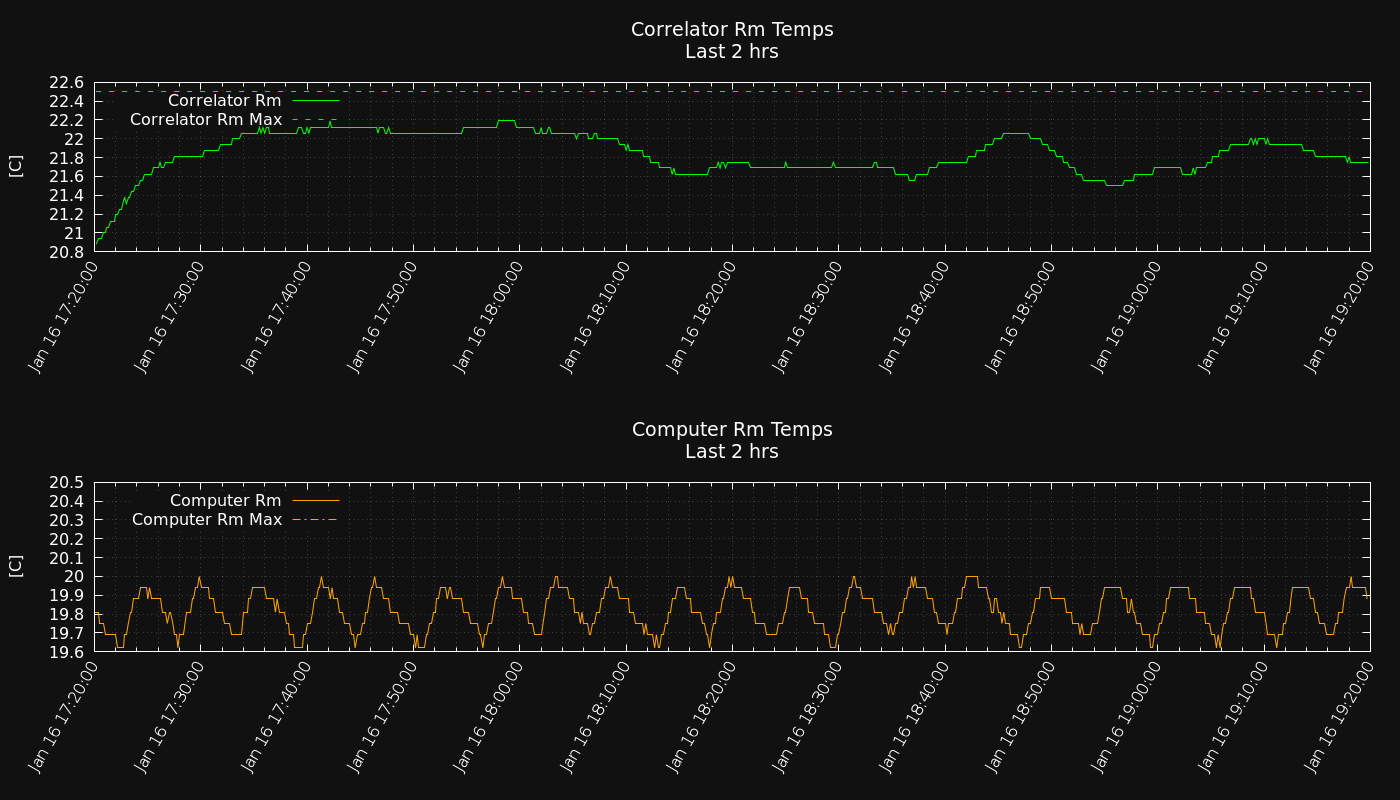 Correlator Rm Temps
Last 2 hrs
22.6
22.4
22.2
22
21.8
21.6
21.4
21.2
21
20.8
[C]
Correlator Rm
Correlator Rm Max
Jan 16 17:20:00
Jan 16 17:30:00
Jan 16 17:40:00
Jan 16 17:50:00
Jan 16 18:00:00
Jan 16 18:10:00
Jan 16 18:20:00
Jan 16 18:30:00
Jan 16 18:40:00
Jan 16 18:50:00
Jan 16 19:00:00
Jan 16 19:10:00
Jan 16 19:20:00
Computer Rm Temps
Last 2 hrs
20.5
20.4
20.3
20.2
20.1
20
19.9
19.8
19.7
19.6
[C]
Computer Rm
Computer Rm Max
Jan 16 17:20:00
Jan 16 17:30:00
Jan 16 17:40:00
Jan 16 17:50:00
Jan 16 18:00:00
Jan 16 18:10:00
Jan 16 18:20:00
Jan 16 18:30:00
Jan 16 18:40:00
Jan 16 18:50:00
Jan 16 19:00:00
Jan 16 19:10:00
Jan 16 19:20:00